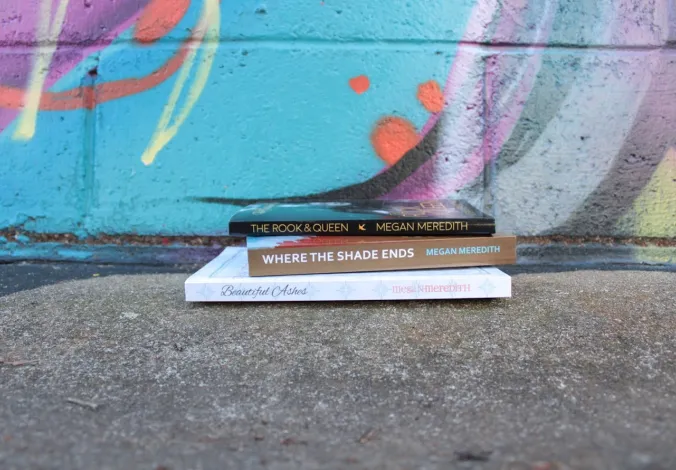 THE ROOK & QUEEN MEGAN MEREDITH
WHERE THE SHADE ENDS MEGAN MEREDITH
Beautiful Ashes MEGAN MEREDITH